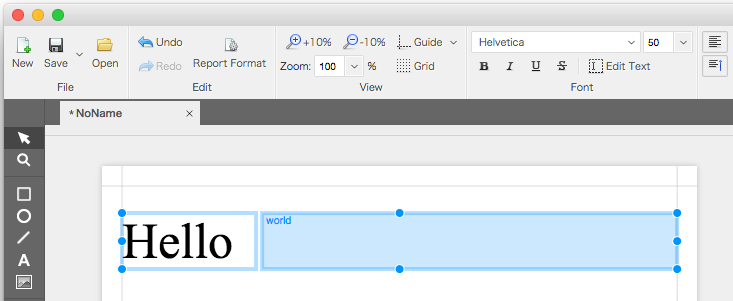 +10% -10% Guide Helvetica 50
New Save Open Undo Redo Report Format Zoom: 100 % Grid B I U S Edit Text
File Edit View Font
* NoName ×
A
Hello world